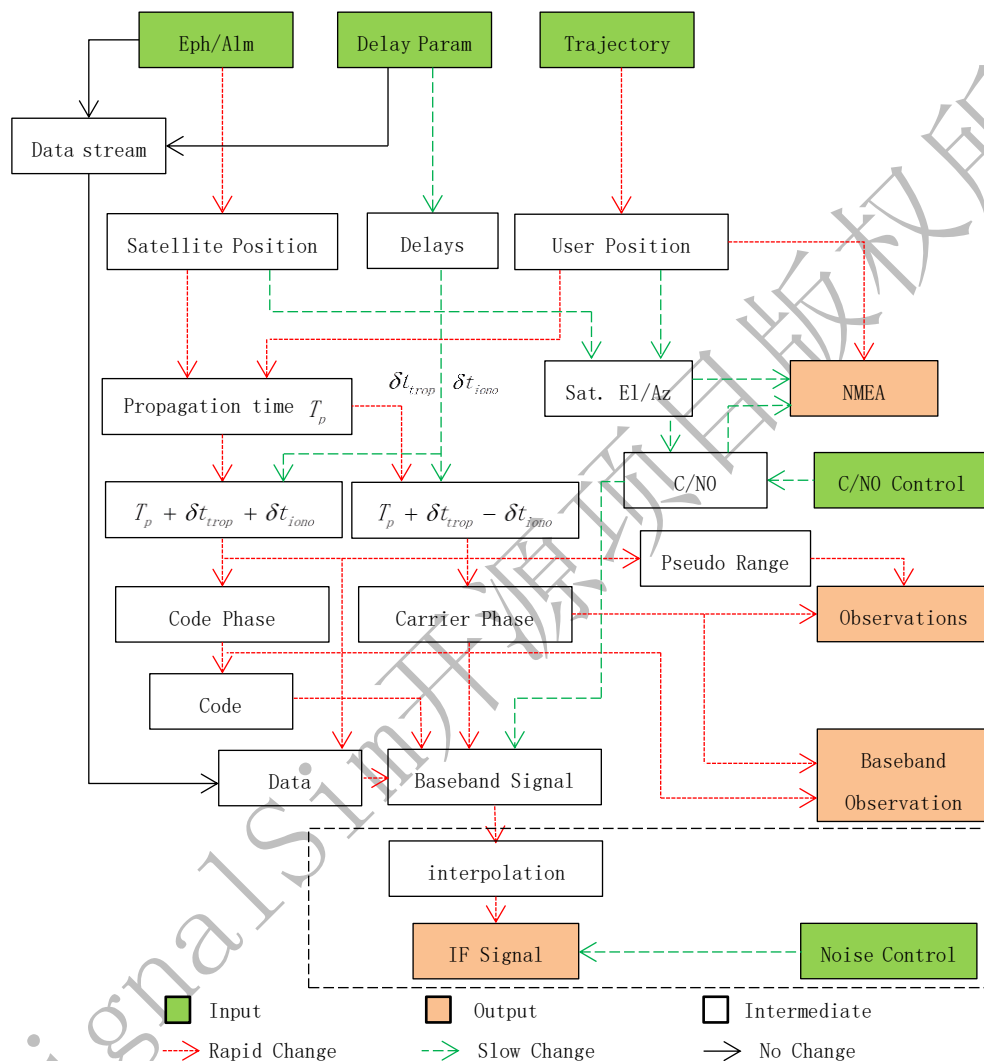 Eph/Alm
Delay Param
Trajectory
Data stream
Satellite Position
Delays
User Position
δt_trop δt_iono
Propagation time T_p
Sat. El/Az
NMEA
T_p + δt_trop + δt_iono
T_p + δt_trop − δt_iono
C/NO
C/NO Control
Pseudo Range
Code Phase
Carrier Phase
Observations
Code
Data
Baseband Signal
Baseband
Observation
interpolation
IF Signal
Noise Control
Input
Output
Intermediate
Rapid Change
Slow Change
No Change
ignalSim开源项目版权所